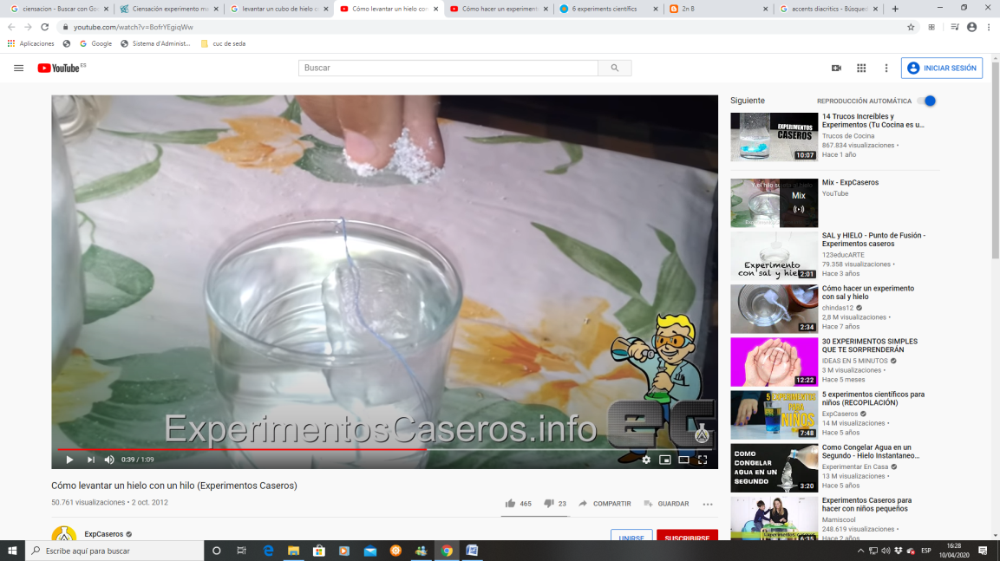 ciensacion - Buscar con Goo
Ciensación experimento ma
levantar un cubo de hielo c
Cómo levantar un hielo con
Cómo hacer un experiment
6 experiments científics
2n B
accents diacritics - Búsqued
youtube.com/watch?v=BofrYEgiqWw
Aplicaciones
Google
Sistema d'Administ...
cuc de seda
YouTube ES
Buscar
INICIAR SESIÓN
ExperimentosCaseros.info
ec
0:39 / 1:09
Cómo levantar un hielo con un hilo (Experimentos Caseros)
50.761 visualizaciones • 2 oct. 2012
465
23
COMPARTIR
GUARDAR
ExpCaseros
UNIRSE
SUSCRIBIRSE
Siguiente
REPRODUCCIÓN AUTOMÁTICA
EXPERIMENTOS
CASEROS
10:07
14 Trucos Increíbles y
Experimentos (Tu Cocina es u...
Trucos de Cocina
867.834 visualizaciones •
Hace 1 año
Y el hilo sujeta al hielo
Mix
Mix - ExpCaseros
YouTube
Experimento
con sal y hie
2:01
SAL y HIELO - Punto de Fusión -
Experimentos caseros
123educARTE
79.358 visualizaciones •
Hace 3 años
2:34
Cómo hacer un experimento
con sal y hielo
chindas12
2,8 M visualizaciones •
Hace 7 años
12:22
30 EXPERIMENTOS SIMPLES
QUE TE SORPRENDERÁN
IDEAS EN 5 MINUTOS
3 M visualizaciones •
Hace 5 meses
5 EXPERIMENTOS
PARA
NIÑOS
7:48
5 experimentos científicos para
niños (RECOPILACIÓN)
ExpCaseros
14 M visualizaciones •
Hace 5 años
COMO
CONGELAR
AGUA EN UN
SEGUNDO
3:20
Como Congelar Agua en un
Segundo - Hielo Instantaneo...
Experimentar En Casa
13 M visualizaciones •
Hace 5 años
Experimentos caseros
6:35
Experimentos Caseros para
hacer con niños pequeños
Mamiscool
248.619 visualizaciones •
Hace 2 años
Escribe aquí para buscar
ESP
16:28
10/04/2020